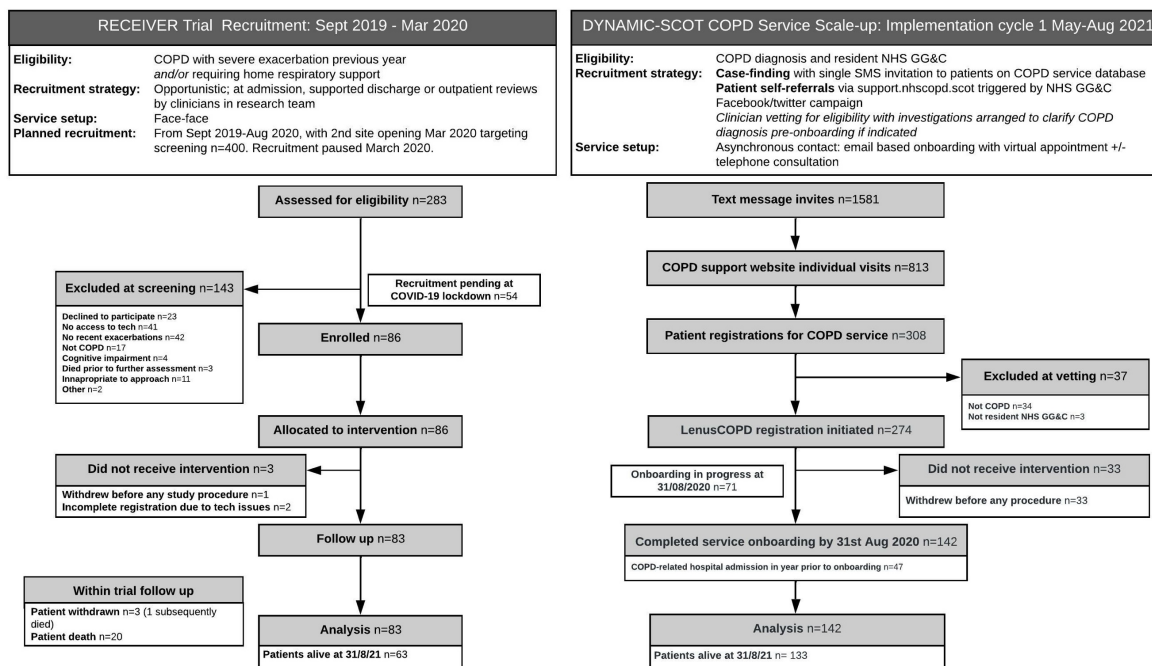 RECEIVER Trial Recruitment: Sept 2019 - Mar 2020
Eligibility: COPD with severe exacerbation previous year
and/or requiring home respiratory support
Recruitment strategy: Opportunistic; at admission, supported discharge or outpatient reviews
by clinicians in research team
Service setup: Face-face
Planned recruitment: From Sept 2019-Aug 2020, with 2nd site opening Mar 2020 targeting
screening n=400. Recruitment paused March 2020.
Assessed for eligibility n=283
Recruitment pending at
COVID-19 lockdown n=54
Excluded at screening n=143
Declined to participate n=23
No access to tech n=41
No recent exacerbations n=42
Not COPD n=17
Cognitive impairment n=4
Died prior to further assessment n=3
Innapropriate to approach n=11
Other n=2
Enrolled n=86
Allocated to intervention n=86
Did not receive intervention n=3
Withdrew before any study procedure n=1
Incomplete registration due to tech issues n=2
Follow up n=83
Within trial follow up
Patient withdrawn n=3 (1 subsequently
died)
Patient death n=20
Analysis n=83
Patients alive at 31/8/21 n=63
DYNAMIC-SCOT COPD Service Scale-up: Implementation cycle 1 May-Aug 2021
Eligibility: COPD diagnosis and resident NHS GG&C
Recruitment strategy: Case-finding with single SMS invitation to patients on COPD service database
Patient self-referrals via support.nhscopd.scot triggered by NHS GG&C
Facebook/twitter campaign
Clinician vetting for eligibility with investigations arranged to clarify COPD
diagnosis pre-onboarding if indicated
Service setup: Asynchronous contact: email based onboarding with virtual appointment +/-
telephone consultation
Text message invites n=1581
COPD support website individual visits n=813
Patient registrations for COPD service n=308
Excluded at vetting n=37
Not COPD n=34
Not resident NHS GG&C n=3
LenusCOPD registration initiated n=274
Onboarding in progress at
31/08/2020 n=71
Did not receive intervention n=33
Withdrew before any procedure n=33
Completed service onboarding by 31st Aug 2020 n=142
COPD-related hospital admission in year prior to onboarding n=47
Analysis n=142
Patients alive at 31/8/21 n= 133